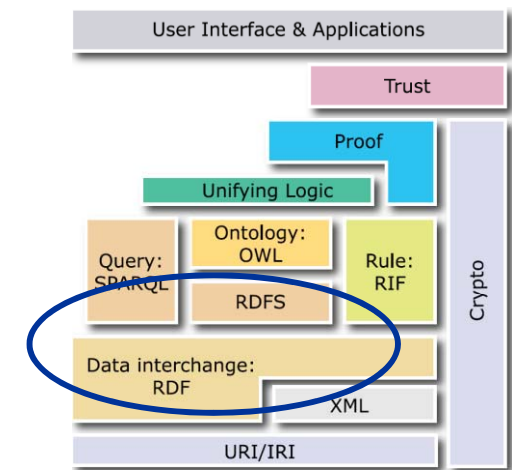 User Interface & Applications
Trust
Proof
Unifying Logic
Query:
SPARQL
Ontology:
OWL
RDFS
Rule:
RIF
Crypto
Data interchange:
RDF
XML
URI/IRI